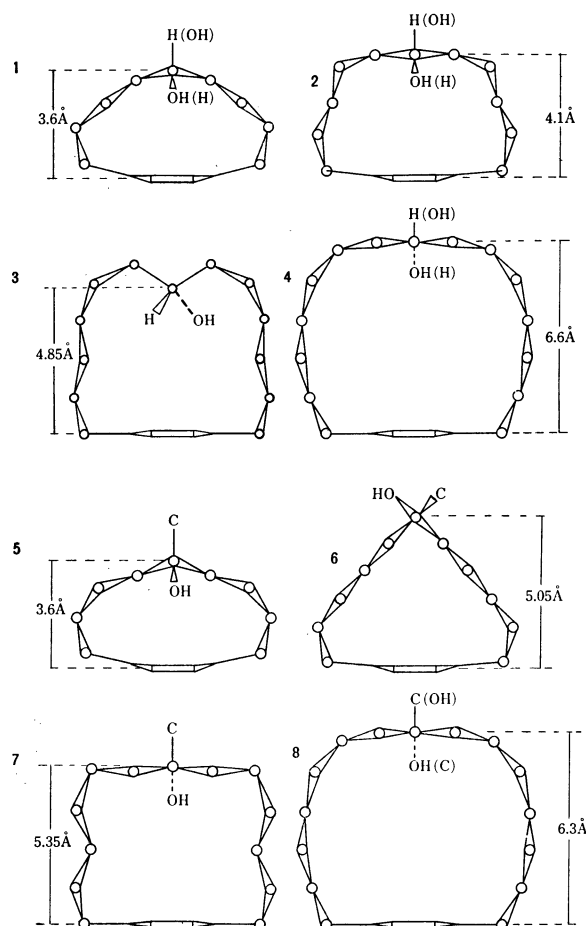 1
H(OH)
OH(H)
3.6Å
2
H(OH)
OH(H)
4.1Å
3
H
OH
4.85Å
4
H(OH)
OH(H)
6.6Å
5
C
OH
3.6Å
6
HO
C
5.05Å
7
C
OH
5.35Å
8
C(OH)
OH(C)
6.3Å